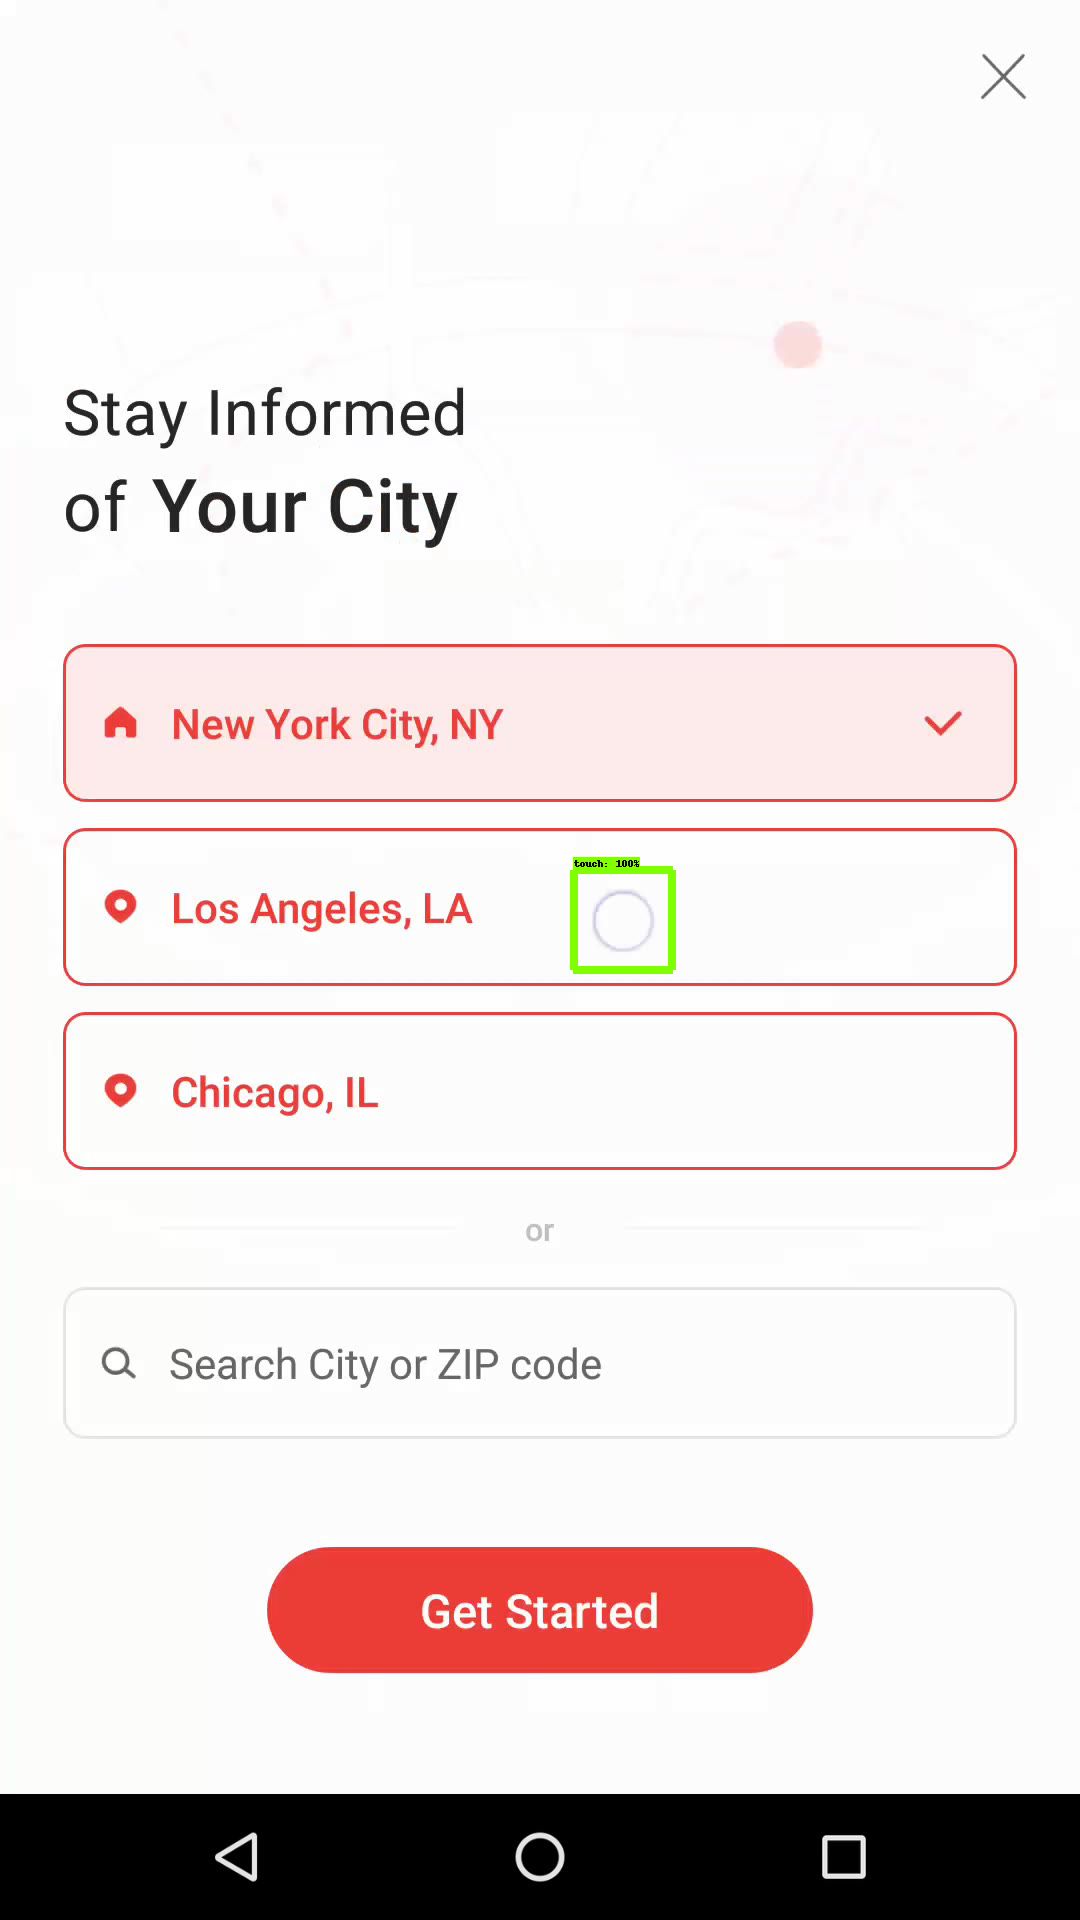 Stay Informed
of Your City
New York City, NY
touch: 100%
Los Angeles, LA
Chicago, IL
or
Search City or ZIP code
Get Started